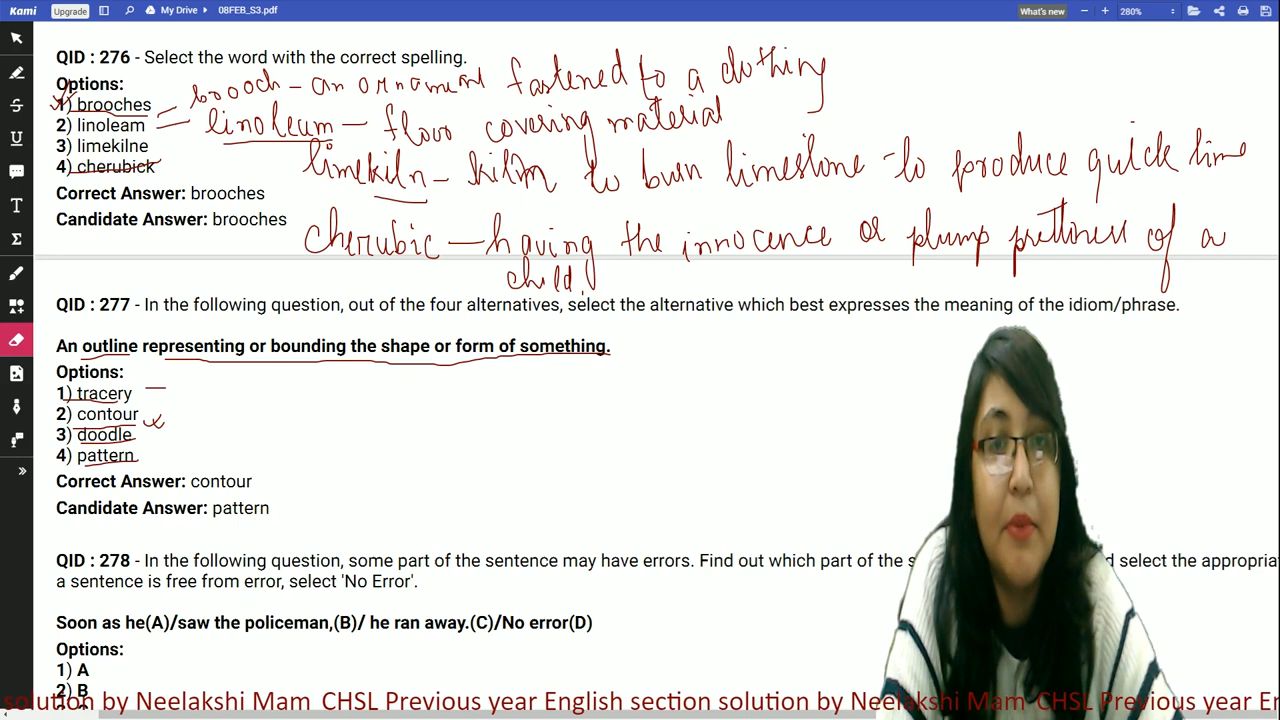 Kami
Upgrade
My Drive
08FEB_S3.pdf
What's new
280%
QID : 276 - Select the word with the correct spelling.
Options:
1) brooches
2) linoleam
3) limekilne
4) cherubick
brooch - an ornament fastened to a clothing
linoleum - floor covering material
limekiln - kiln to burn limestone to produce quick lime
cherubic - having the innocence or plump prettiness of a child.
Correct Answer: brooches
Candidate Answer: brooches
QID : 277 - In the following question, out of the four alternatives, select the alternative which best expresses the meaning of the idiom/phrase.
An outline representing or bounding the shape or form of something.
Options:
1) tracery
2) contour
3) doodle
4) pattern
Correct Answer: contour
Candidate Answer: pattern
QID : 278 - In the following question, some part of the sentence may have errors. Find out which part of the s d select the appropria
a sentence is free from error, select 'No Error'.
Soon as he(A)/saw the policeman,(B)/ he ran away.(C)/No error(D)
Options:
1) A
2) B
solution by Neelakshi Mam CHSL Previous year English section solution by Neelakshi Mam CHSL Previous year E